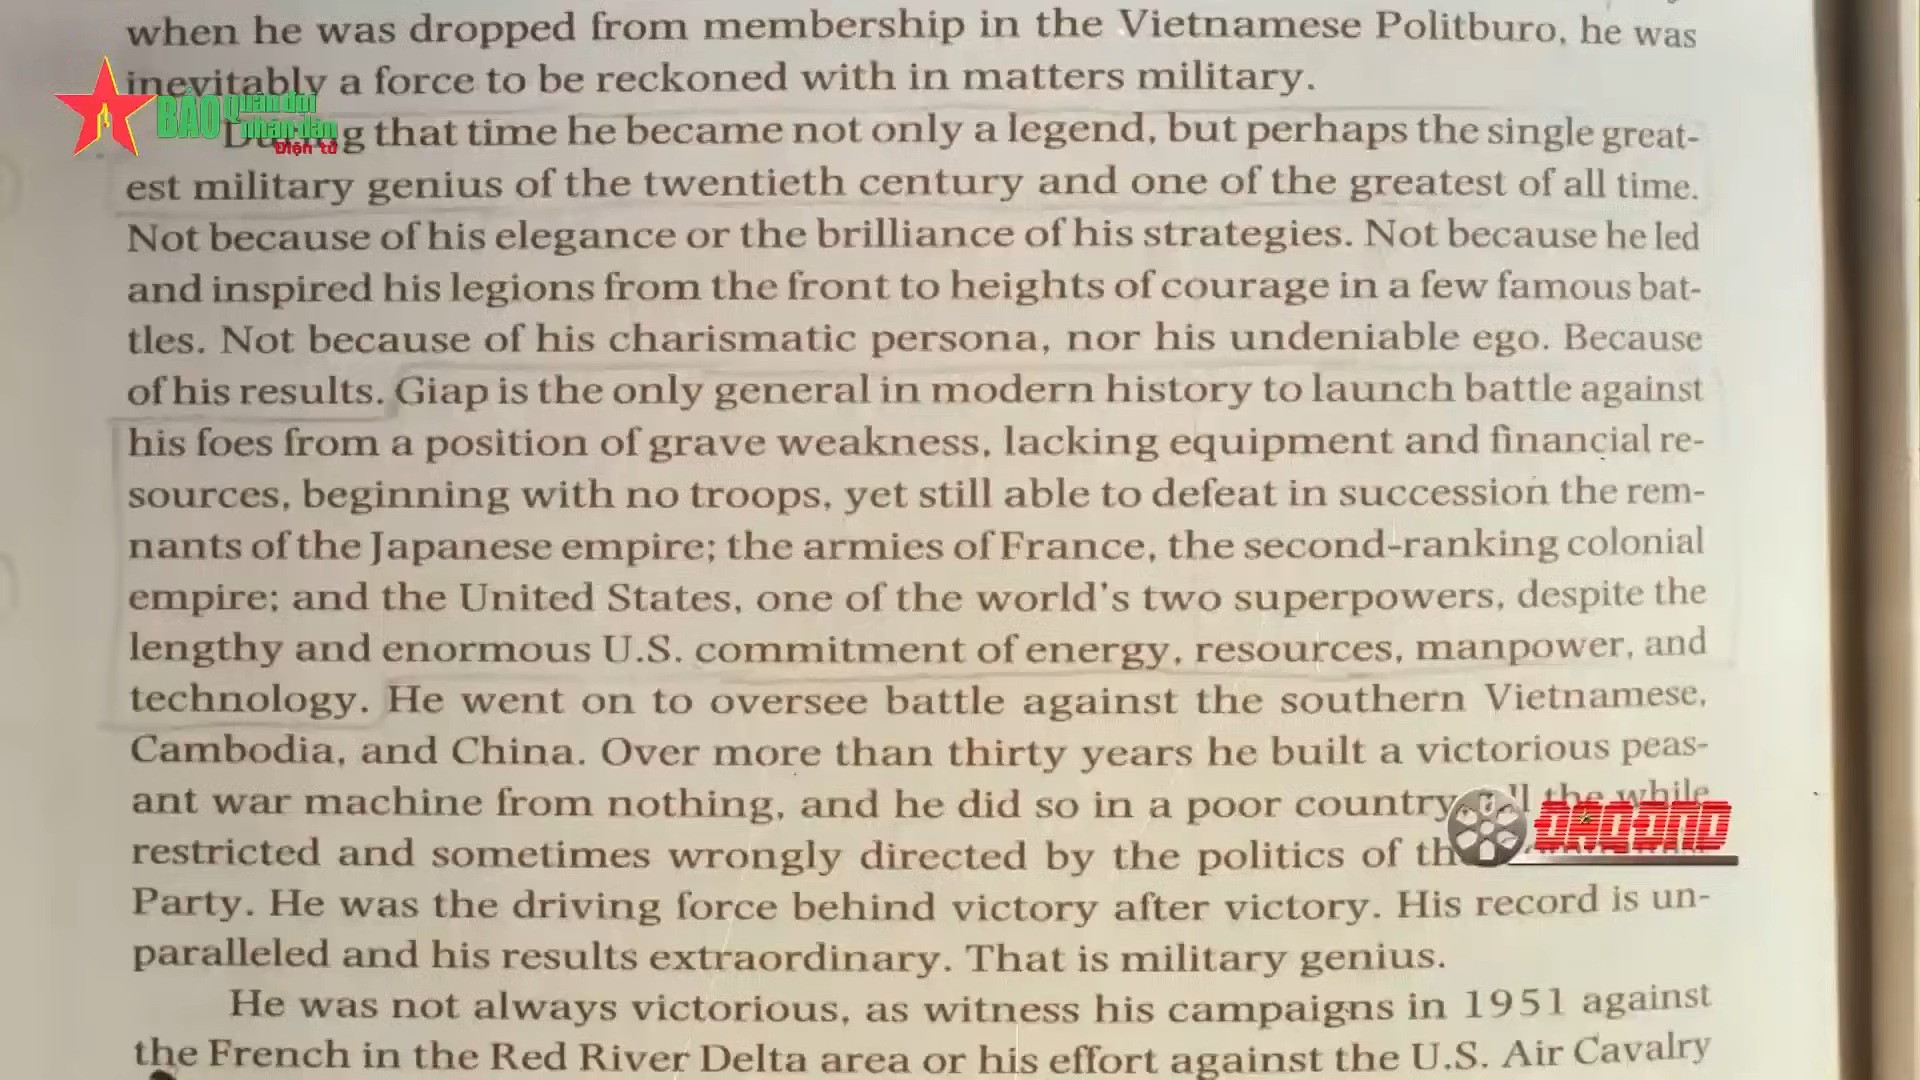 when he was dropped from membership in the Vietnamese Politburo, he was
inevitably a force to be reckoned with in matters military.
BÁO Quân đội
nhân dân
Điện tử
g that time he became not only a legend, but perhaps the single great-
est military genius of the twentieth century and one of the greatest of all time.
Not because of his elegance or the brilliance of his strategies. Not because he led
and inspired his legions from the front to heights of courage in a few famous bat-
tles. Not because of his charismatic persona, nor his undeniable ego. Because
of his results. Giap is the only general in modern history to launch battle against
his foes from a position of grave weakness, lacking equipment and financial re-
sources, beginning with no troops, yet still able to defeat in succession the rem-
nants of the Japanese empire; the armies of France, the second-ranking colonial
empire; and the United States, one of the world's two superpowers, despite the
lengthy and enormous U.S. commitment of energy, resources, manpower, and
technology. He went on to oversee battle against the southern Vietnamese,
Cambodia, and China. Over more than thirty years he built a victorious peas-
ant war machine from nothing, and he did so in a poor country, all the while
ĐAQĐND
restricted and sometimes wrongly directed by the politics of
Party. He was the driving force behind victory after victory. His record is un-
paralleled and his results extraordinary. That is military genius.
He was not always victorious, as witness his campaigns in 1951 against
the French in the Red River Delta area or his effort against the U.S. Air Cavalry